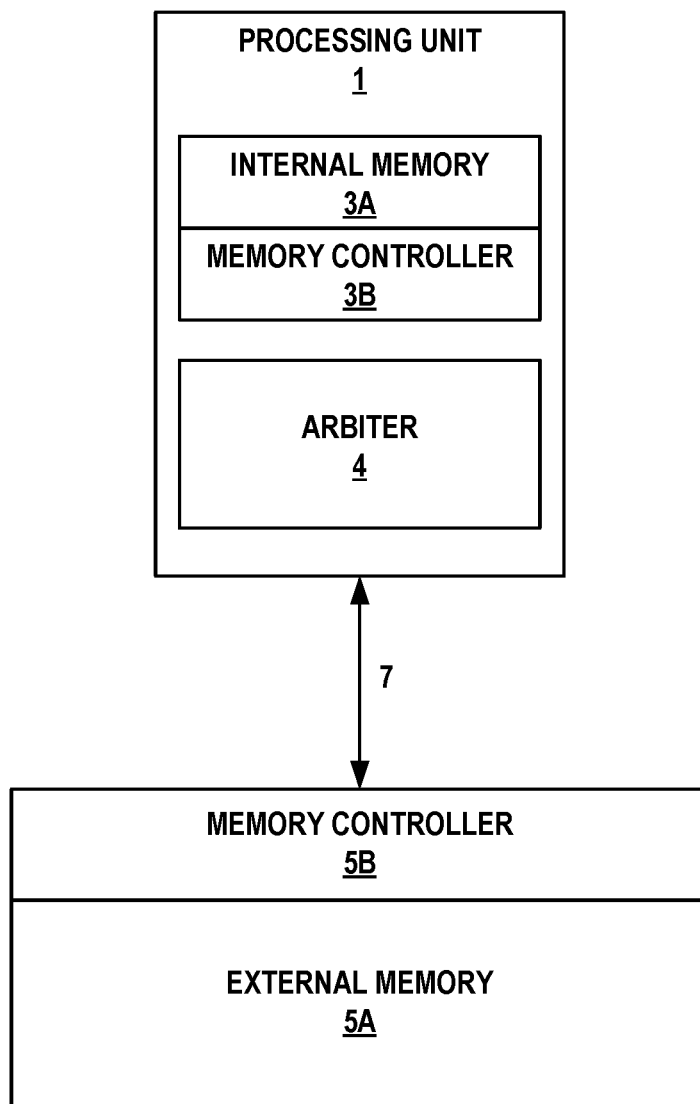 PROCESSING UNIT
1
INTERNAL MEMORY
3A
MEMORY CONTROLLER
3B
ARBITER
4
7
MEMORY CONTROLLER
5B
EXTERNAL MEMORY
5A